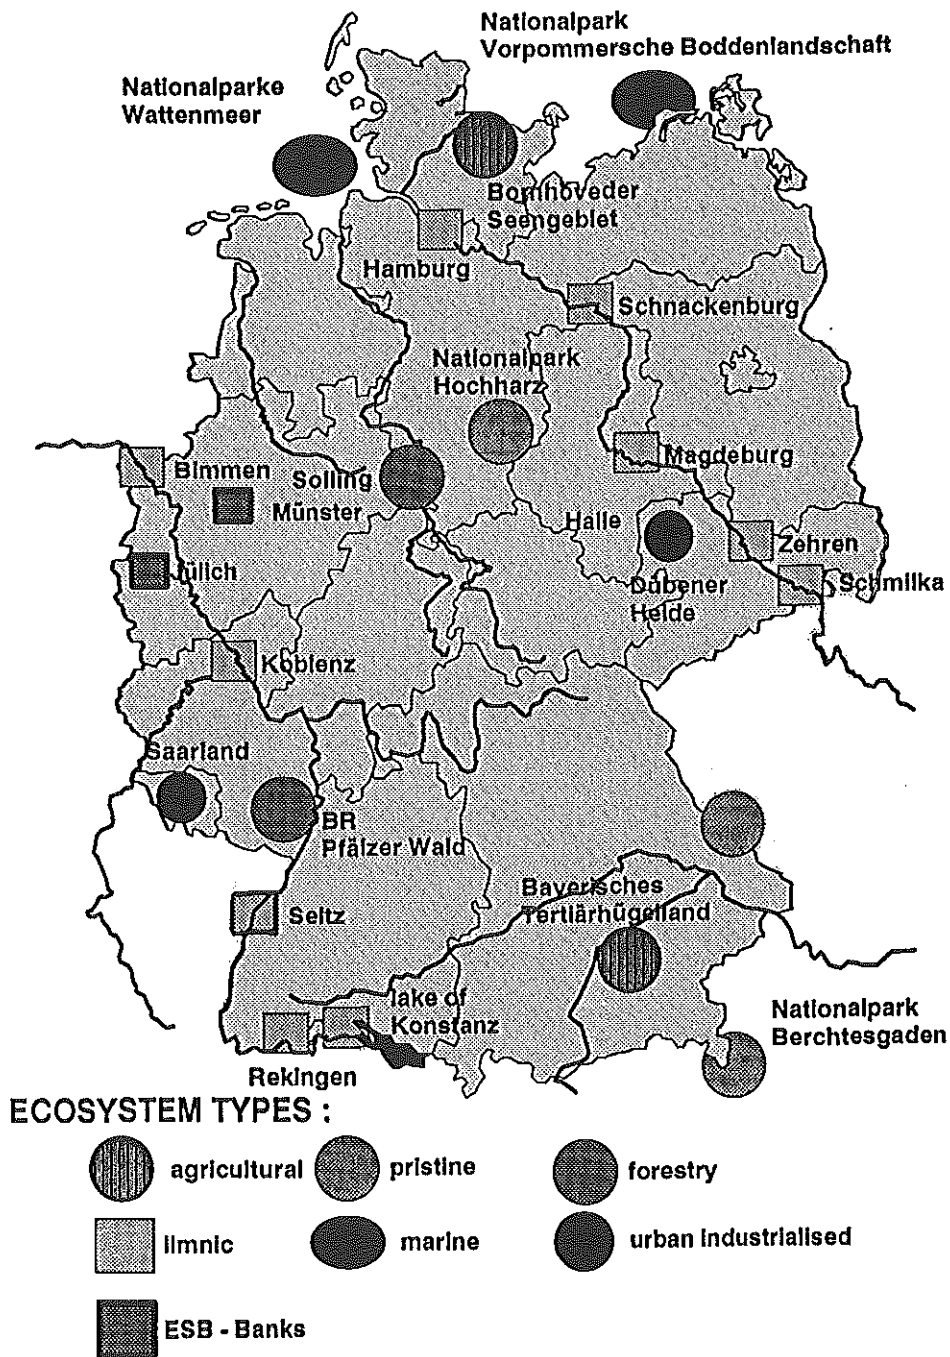 Nationalpark
Vorpommersche Boddenlandschaft
Nationalparke
Wattenmeer
Bornhöveder
Seengebiet
Hamburg
Schnackenburg
Nationalpark
Hochharz
Bimmen
Solling
Magdeburg
Münster
Halle
Zehren
Jülich
Dübener
Heide
Schmilka
Koblenz
Saarland
BR
Pfälzer Wald
Bayerisches
Tertiärhügelland
Seltz
lake of
Konstanz
Nationalpark
Berchtesgaden
Rekingen
ECOSYSTEM TYPES :
agricultural
pristine
forestry
limnic
marine
urban industrialised
ESB - Banks